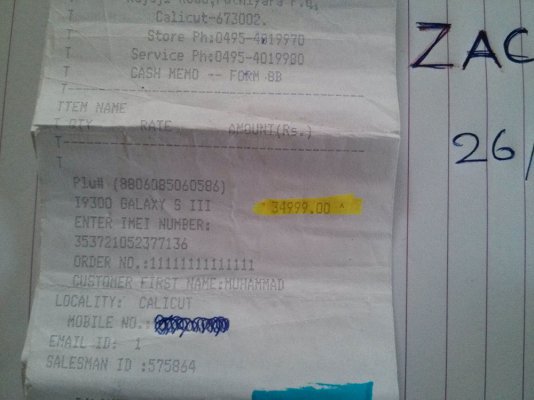 Calicut-673002.
T Store Ph:0495-4019970
T Service Ph:0495-4019980
T CASH MEMO -- FORM 8B
T------------------------------------
ITEM NAME
T QTY RATE AMOUNT(Rs.)
T------------------------------------
T
Plu# (8806085060586)
I9300 GALAXY S III 34999.00 ^
ENTER IMEI NUMBER:
353721052377136
ORDER NO.:11111111111111
CUSTOMER FIRST NAME:MUHAMMAD
LOCALITY: CALICUT
MOBILE NO.:
EMAIL ID: 1
SALESMAN ID :575864
ZAC
26/